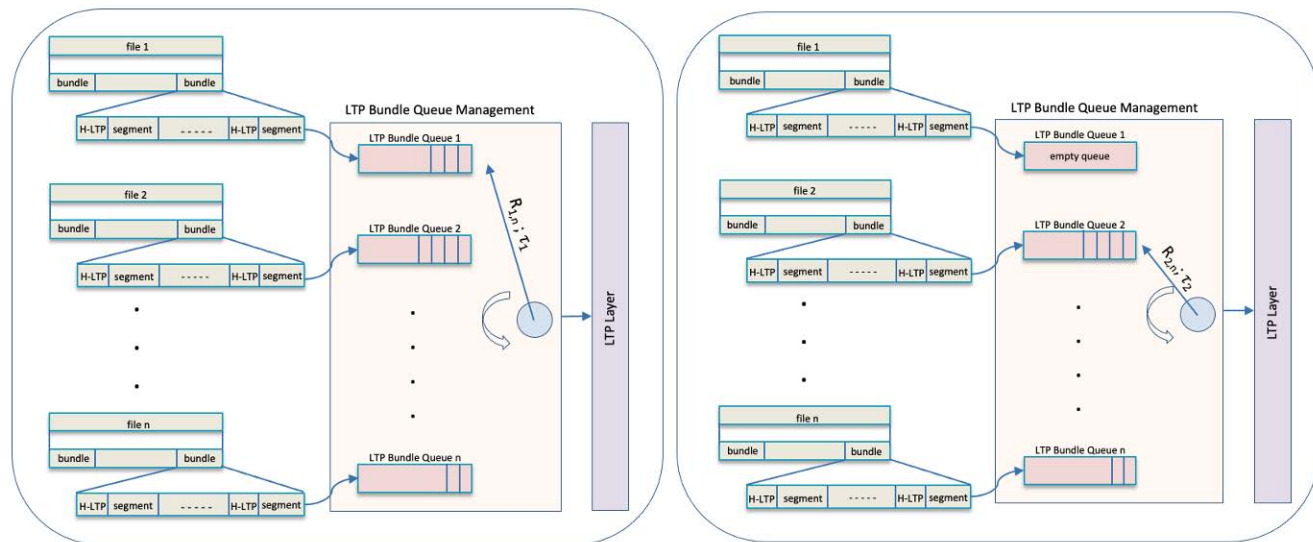 file 1
bundle bundle
H-LTP segment - - - - - H-LTP segment
file 2
bundle bundle
H-LTP segment - - - - - H-LTP segment
file n
bundle bundle
H-LTP segment - - - - - H-LTP segment
LTP Bundle Queue Management
LTP Bundle Queue 1
LTP Bundle Queue 2
LTP Bundle Queue n
R1,n ; τ1
LTP Layer
file 1
bundle bundle
H-LTP segment - - - - - H-LTP segment
file 2
bundle bundle
H-LTP segment - - - - - H-LTP segment
file n
bundle bundle
H-LTP segment - - - - - H-LTP segment
LTP Bundle Queue Management
LTP Bundle Queue 1
empty queue
LTP Bundle Queue 2
LTP Bundle Queue n
R2,n; τ2
LTP Layer